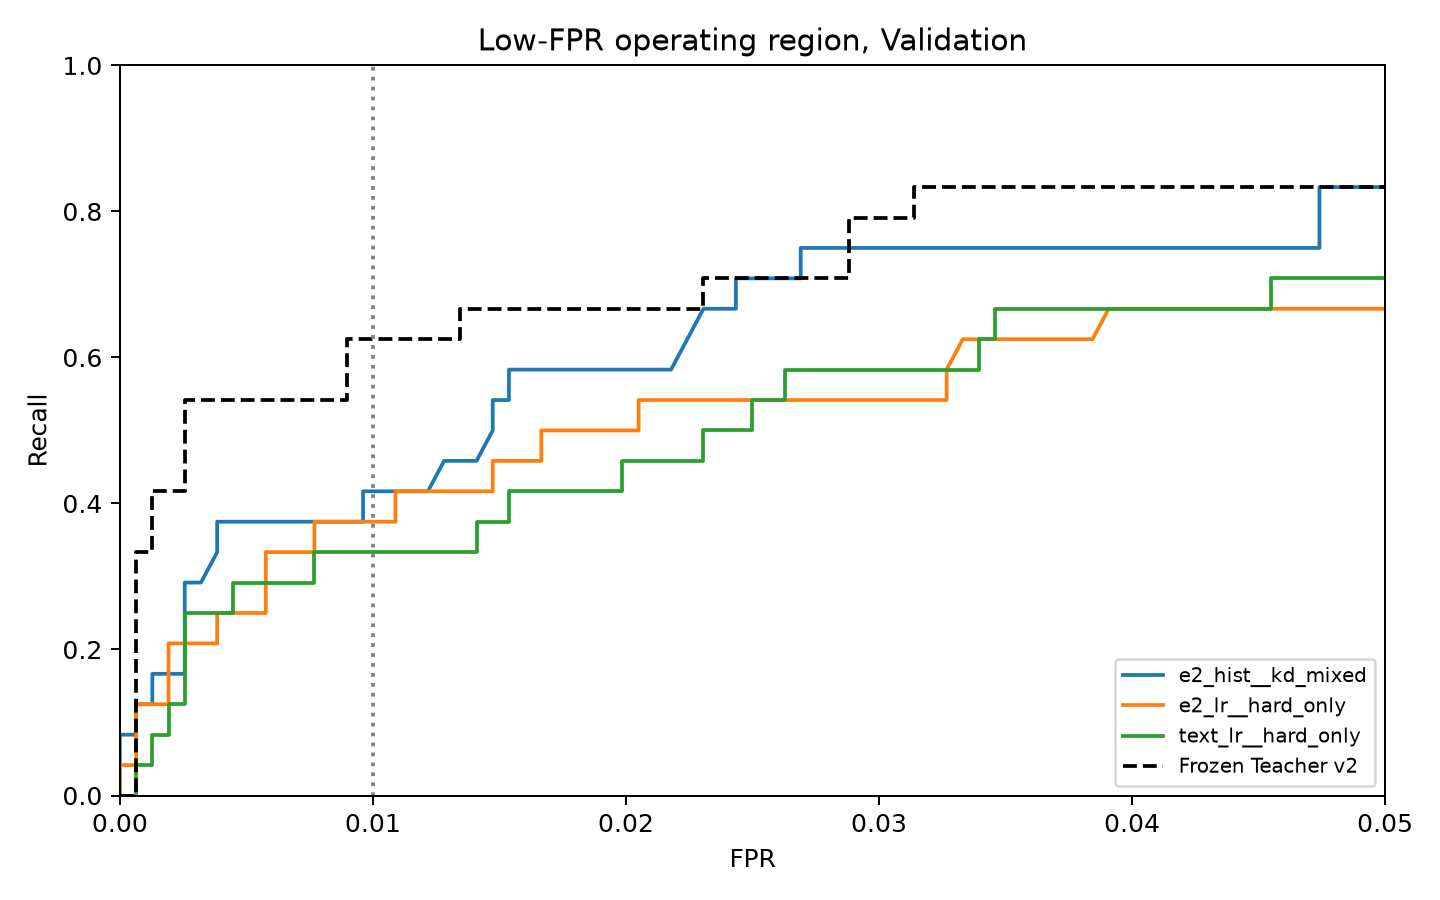 Low-FPR operating region, Validation
1.0
0.8
0.6
0.4
0.2
0.0
Recall
0.00 0.01 0.02 0.03 0.04 0.05
FPR
e2_hist__kd_mixed
e2_lr__hard_only
text_lr__hard_only
Frozen Teacher v2